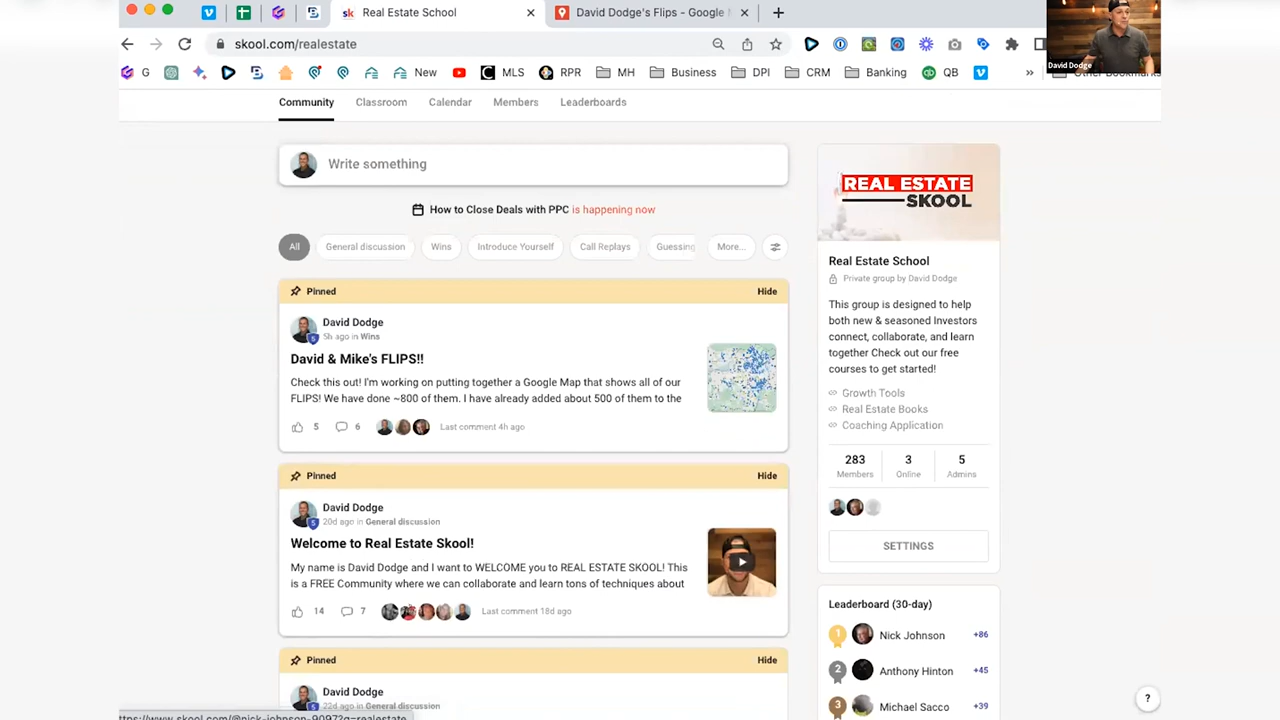 Real Estate School
David Dodge's Flips - Google
skool.com/realestate
G
New
MLS
RPR
MH
Business
DPI
CRM
Banking
QB
»
Other Bookmarks
David Dodge
Community
Classroom
Calendar
Members
Leaderboards
Write something
How to Close Deals with PPC is happening now
All
General discussion
Wins
Introduce Yourself
Call Replays
Guessing
More...
Pinned
Hide
David Dodge
5h ago in Wins
David & Mike's FLIPS!!
Check this out! I'm working on putting together a Google Map that shows all of our
FLIPS! We have done ~800 of them. I have already added about 500 of them to the
5
6
Last comment 4h ago
Pinned
Hide
David Dodge
20d ago in General discussion
Welcome to Real Estate Skool!
My name is David Dodge and I want to WELCOME you to REAL ESTATE SKOOL! This
is a FREE Community where we can collaborate and learn tons of techniques about
14
7
Last comment 18d ago
Pinned
Hide
David Dodge
22d ago in General discussion
REAL ESTATE
SKOOL
Real Estate School
Private group by David Dodge
This group is designed to help
both new & seasoned Investors
connect, collaborate, and learn
together Check out our free
courses to get started!
Growth Tools
Real Estate Books
Coaching Application
283
Members
3
Online
5
Admins
SETTINGS
Leaderboard (30-day)
1
Nick Johnson
+86
2
Anthony Hinton
+45
3
Michael Sacco
+39
?